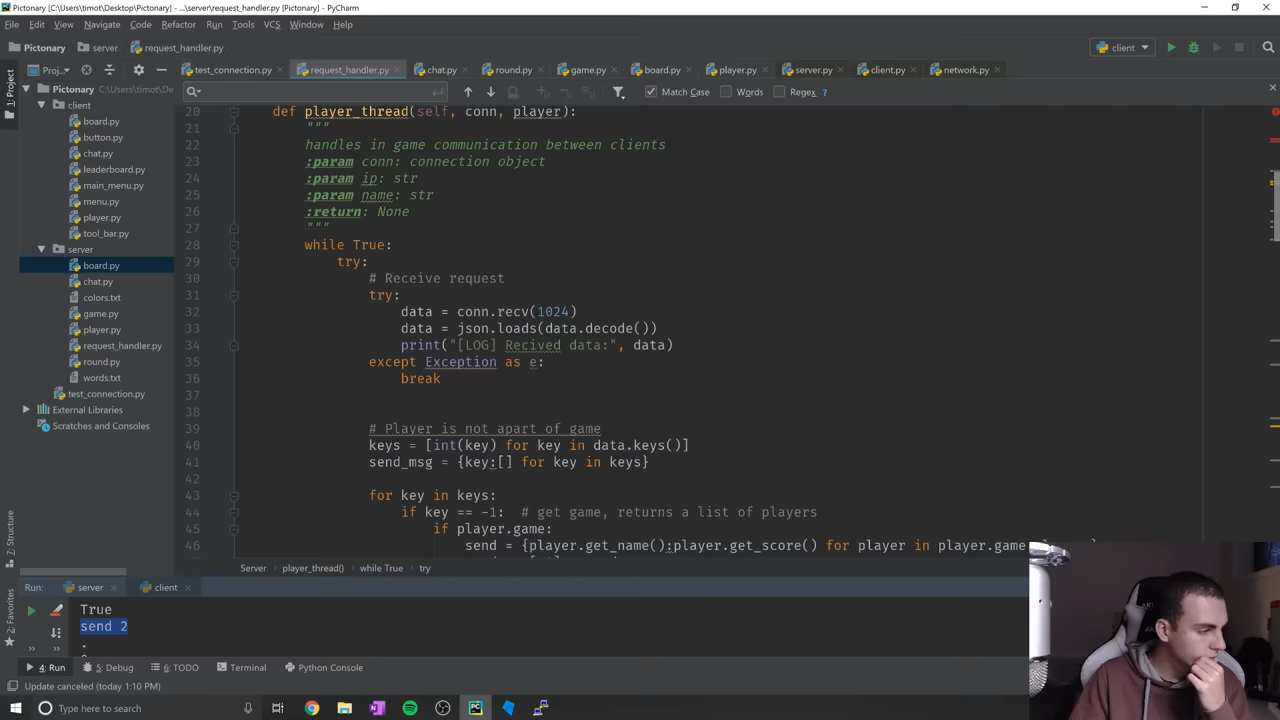 Pictionary [C:\Users\timot\Desktop\Pictonary] - ...\server\request_handler.py [Pictonary] - PyCharm
File Edit View Navigate Code Refactor Run Tools VCS Window Help
Pictonary server request_handler.py client
1: Project
Proj... test_connection.py request_handler.py chat.py round.py game.py board.py player.py server.py client.py network.py
Match Case Words Regex ?
Pictonary C:\Users\timot\Desktop\Pictona
client
board.py
button.py
chat.py
leaderboard.py
main_menu.py
menu.py
player.py
tool_bar.py
server
board.py
chat.py
colors.txt
game.py
player.py
request_handler.py
round.py
words.txt
test_connection.py
External Libraries
Scratches and Consoles
20 def player_thread(self, conn, player):
21 """
22 handles in game communication between clients
23 :param conn: connection object
24 :param ip: str
25 :param name: str
26 :return: None
27 """
28 while True:
29 try:
30 # Receive request
31 try:
32 data = conn.recv(1024)
33 data = json.loads(data.decode())
34 print("[LOG] Recived data:", data)
35 except Exception as e:
36 break
37
38
39 # Player is not apart of game
40 keys = [int(key) for key in data.keys()]
41 send_msg = {key:[] for key in keys}
42
43 for key in keys:
44 if key == -1: # get game, returns a list of players
45 if player.game:
46 send = {player.get_name():player.get_score() for player in player.game
Server player_thread() while True try
7: Structure
2: Favorites
Run: server client
True
send 2
.
4: Run 5: Debug 6: TODO Terminal Python Console
Update canceled (today 1:10 PM)
Type here to search